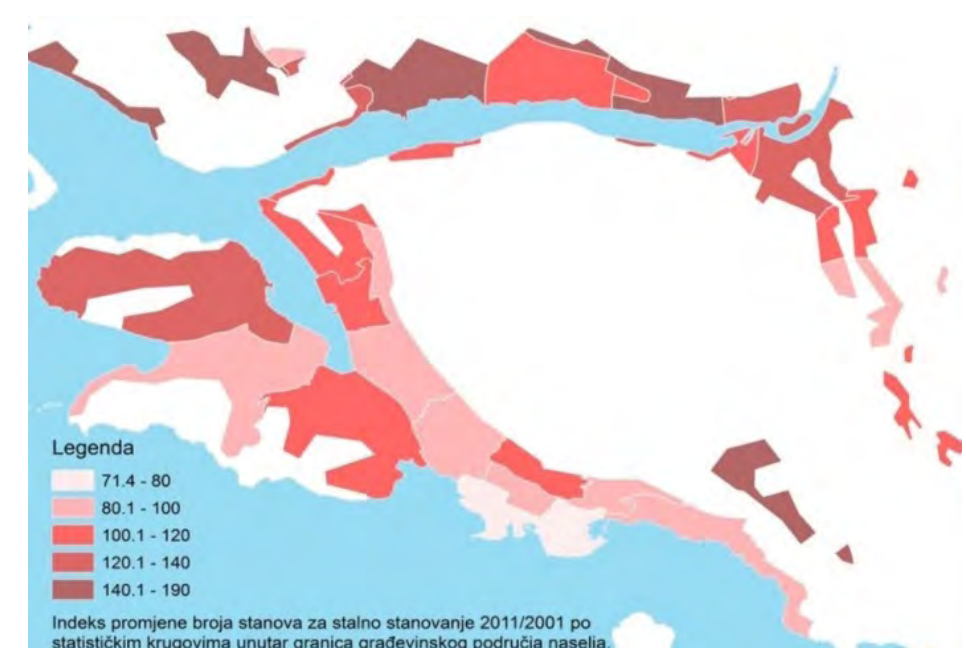 Legenda
71.4 - 80
80.1 - 100
100.1 - 120
120.1 - 140
140.1 - 190
Indeks promjene broja stanova za stalno stanovanje 2011/2001 po
statističkim krugovima unutar granica građevinskog područja naselja.